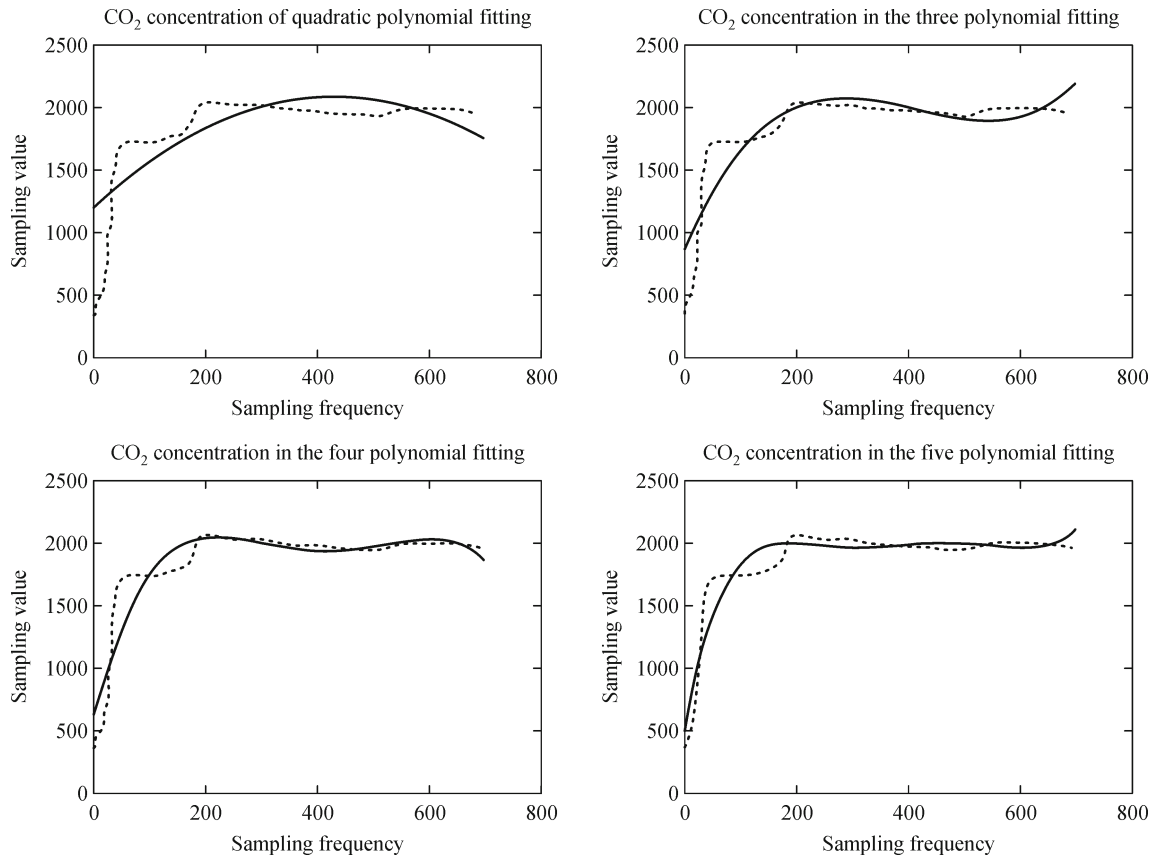 CO₂ concentration of quadratic polynomial fitting
2500
2000
1500
1000
500
0
Sampling value
0 200 400 600 800
Sampling frequency
CO₂ concentration in the three polynomial fitting
2500
2000
1500
1000
500
0
Sampling value
0 200 400 600 800
Sampling frequency
CO₂ concentration in the four polynomial fitting
2500
2000
1500
1000
500
0
Sampling value
0 200 400 600 800
Sampling frequency
CO₂ concentration in the five polynomial fitting
2500
2000
1500
1000
500
0
Sampling value
0 200 400 600 800
Sampling frequency